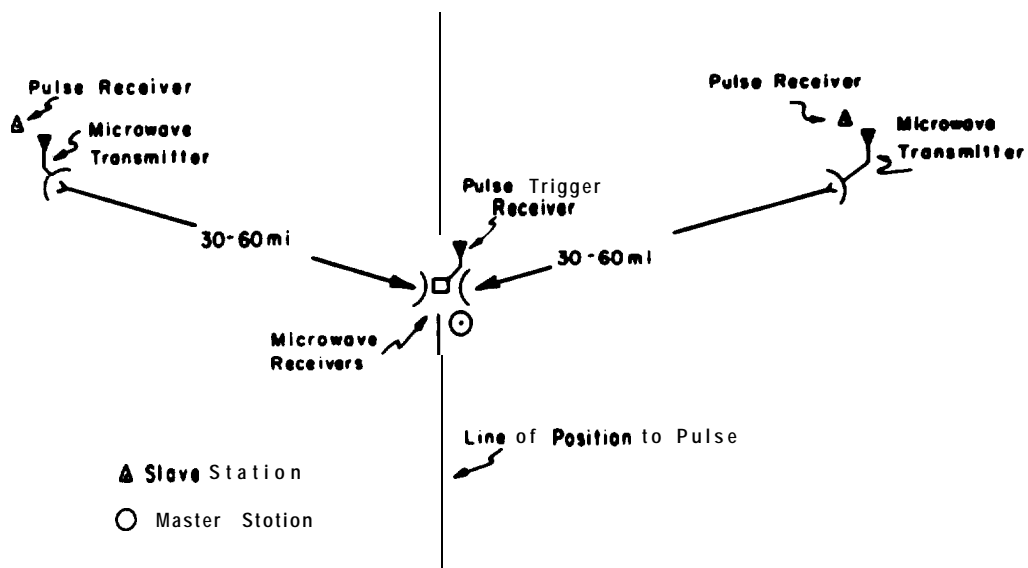 Pulse Receiver
Microwave
Transmitter
Pulse Receiver
Microwave
Transmitter
Pulse Trigger
Receiver
30-60mi
30-60mi
Microwave
Receivers
Line of Position to Pulse
Slave Station
Master Stotion